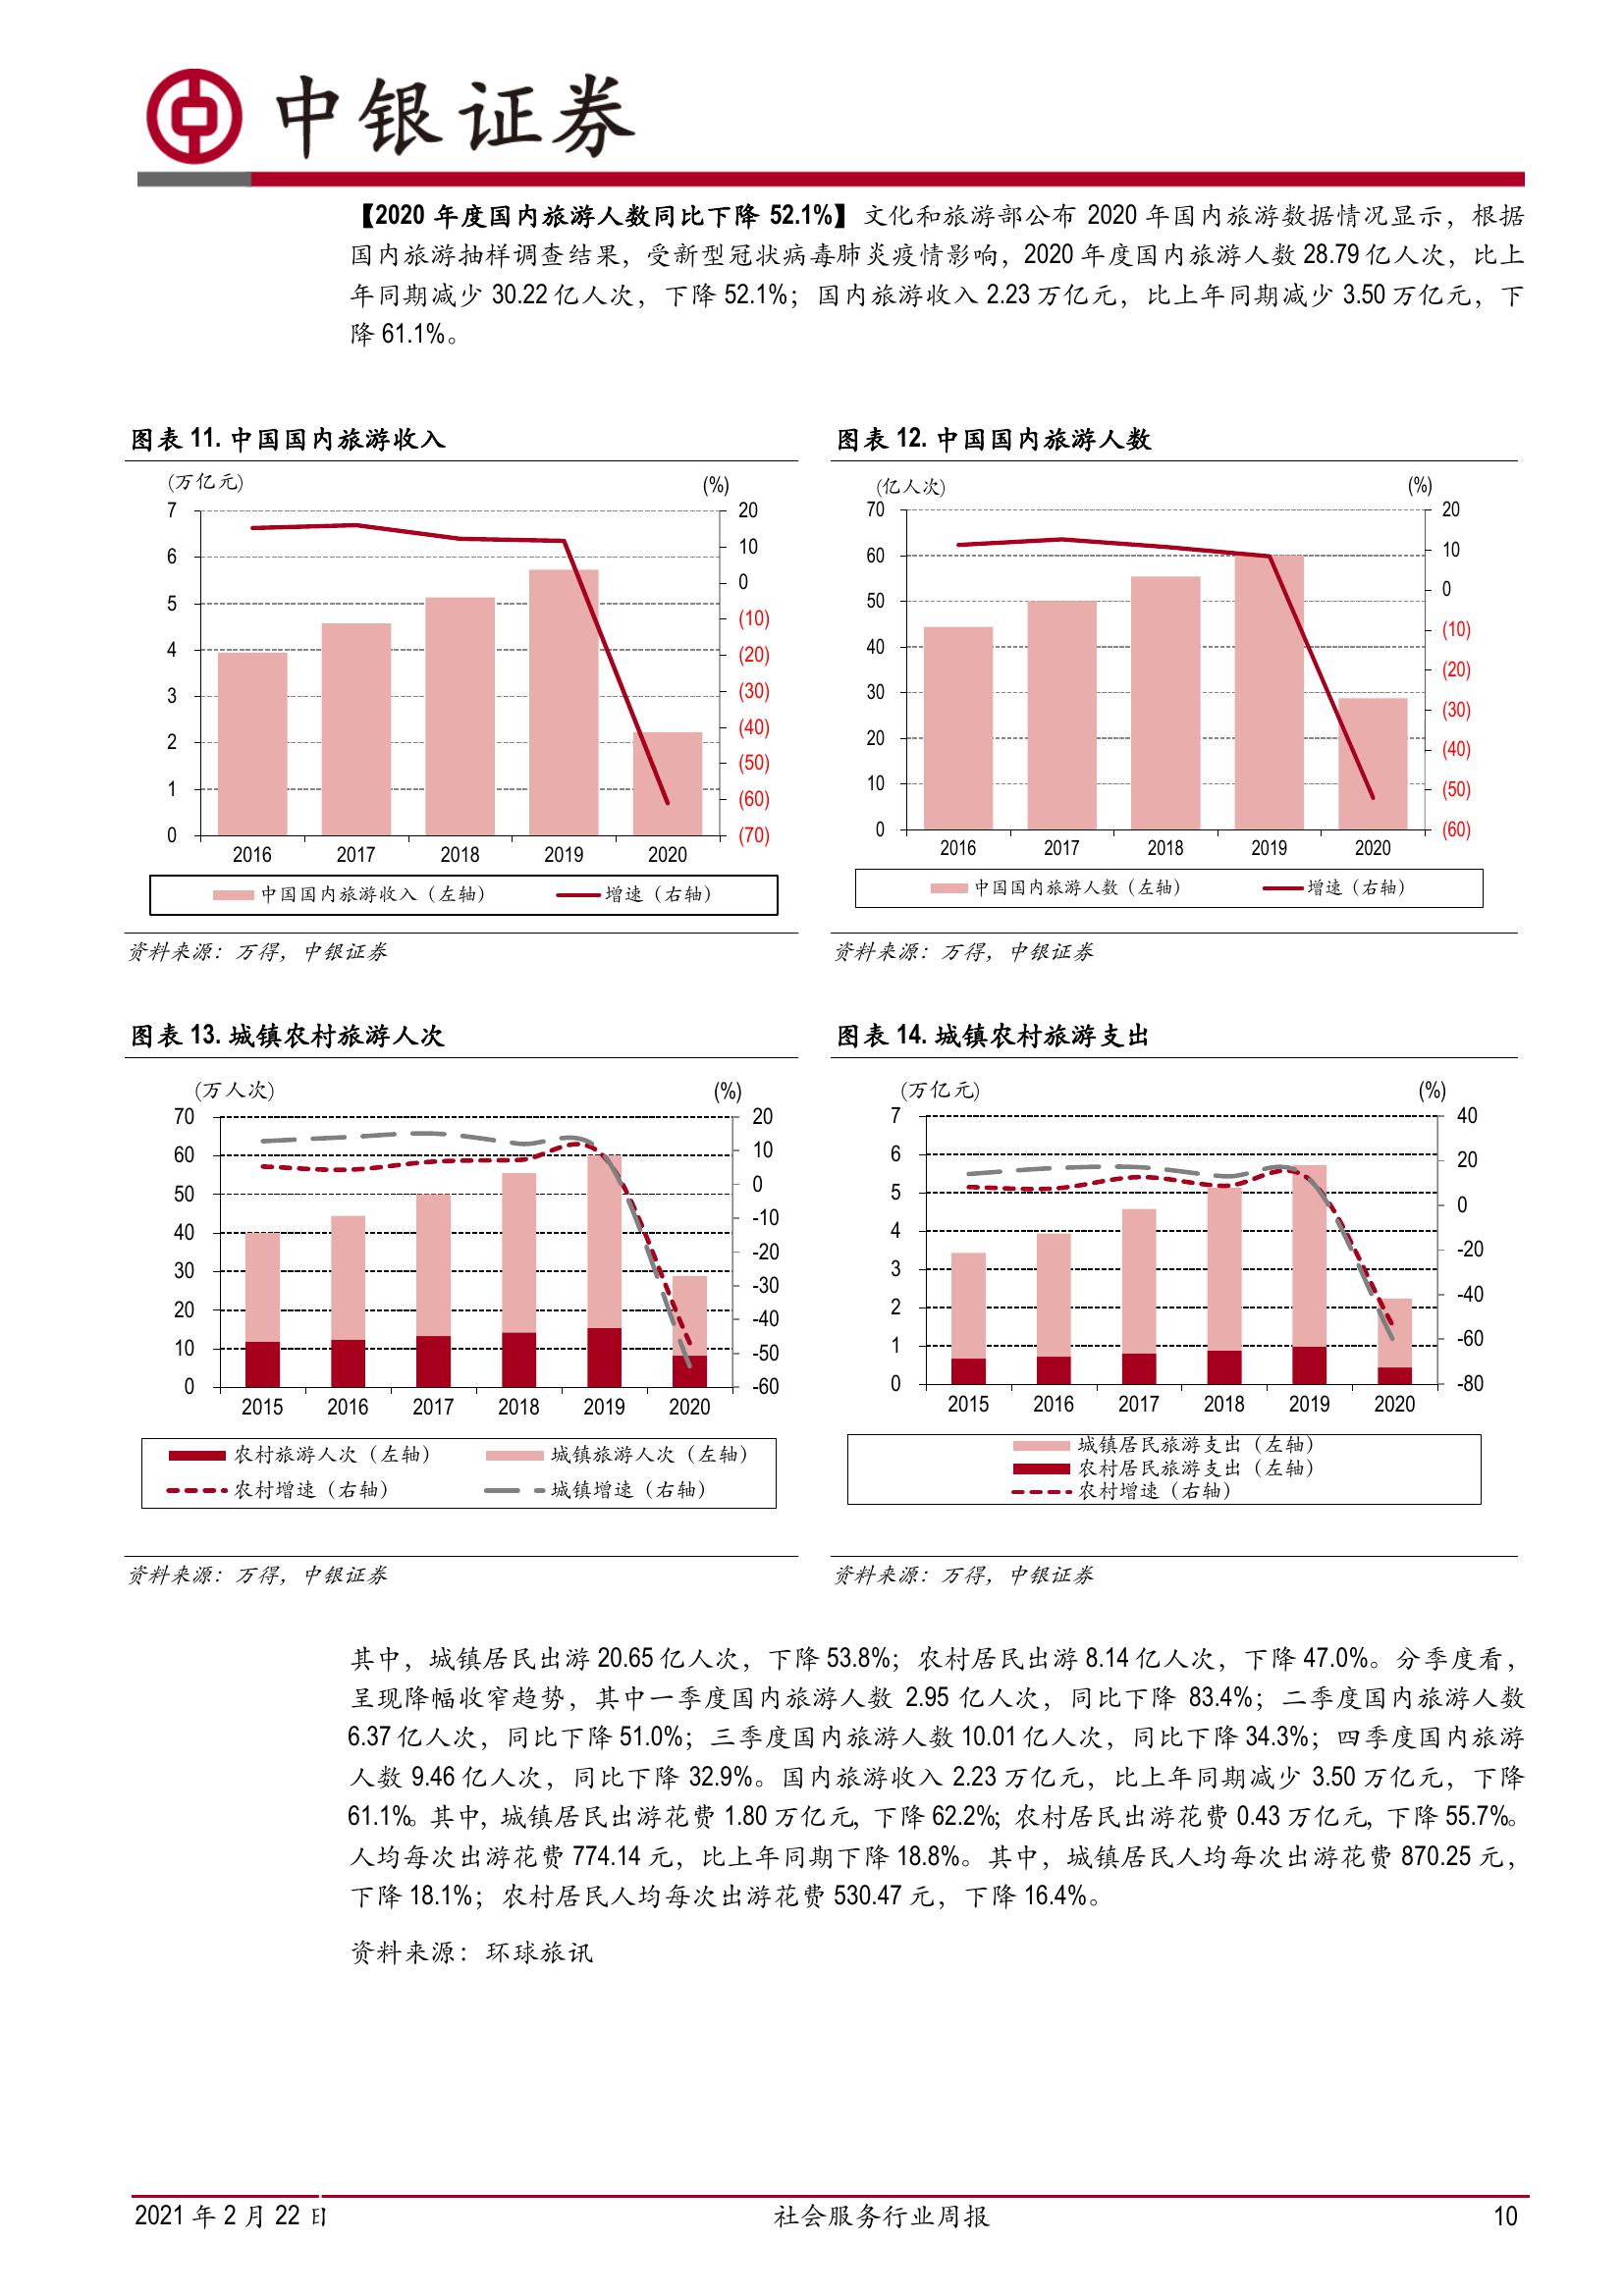 中银证券
【2020 年度国内旅游人数同比下降 52.1%】文化和旅游部公布 2020 年国内旅游数据情况显示，根据
国内旅游抽样调查结果，受新型冠状病毒肺炎疫情影响，2020 年度国内旅游人数 28.79 亿人次，比上
年同期减少 30.22 亿人次，下降 52.1%；国内旅游收入 2.23 万亿元，比上年同期减少 3.50 万亿元，下
降 61.1%。
图表 11. 中国国内旅游收入
(万亿元)
(%)
7
6
5
4
3
2
1
0
20
10
0
(10)
(20)
(30)
(40)
(50)
(60)
(70)
2016 2017 2018 2019 2020
中国国内旅游收入（左轴） 增速（右轴）
资料来源：万得，中银证券
图表 12. 中国国内旅游人数
(亿人次)
(%)
70
60
50
40
30
20
10
0
20
10
0
(10)
(20)
(30)
(40)
(50)
(60)
2016 2017 2018 2019 2020
中国国内旅游人数（左轴） 增速（右轴）
资料来源：万得，中银证券
图表 13. 城镇农村旅游人次
(万人次)
(%)
70
60
50
40
30
20
10
0
20
10
0
-10
-20
-30
-40
-50
-60
2015 2016 2017 2018 2019 2020
农村旅游人次（左轴） 城镇旅游人次（左轴）
农村增速（右轴） 城镇增速（右轴）
资料来源：万得，中银证券
图表 14. 城镇农村旅游支出
(万亿元)
(%)
7
6
5
4
3
2
1
0
40
20
0
-20
-40
-60
-80
2015 2016 2017 2018 2019 2020
城镇居民旅游支出（左轴）
农村居民旅游支出（左轴）
农村增速（右轴）
资料来源：万得，中银证券
其中，城镇居民出游 20.65 亿人次，下降 53.8%；农村居民出游 8.14 亿人次，下降 47.0%。分季度看，
呈现降幅收窄趋势，其中一季度国内旅游人数 2.95 亿人次，同比下降 83.4%；二季度国内旅游人数
6.37 亿人次，同比下降 51.0%；三季度国内旅游人数 10.01 亿人次，同比下降 34.3%；四季度国内旅游
人数 9.46 亿人次，同比下降 32.9%。国内旅游收入 2.23 万亿元，比上年同期减少 3.50 万亿元，下降
61.1%。其中，城镇居民出游花费 1.80 万亿元，下降 62.2%；农村居民出游花费 0.43 万亿元，下降 55.7%。
人均每次出游花费 774.14 元，比上年同期下降 18.8%。其中，城镇居民人均每次出游花费 870.25 元，
下降 18.1%；农村居民人均每次出游花费 530.47 元，下降 16.4%。
资料来源：环球旅讯
2021 年 2 月 22 日 社会服务行业周报 10